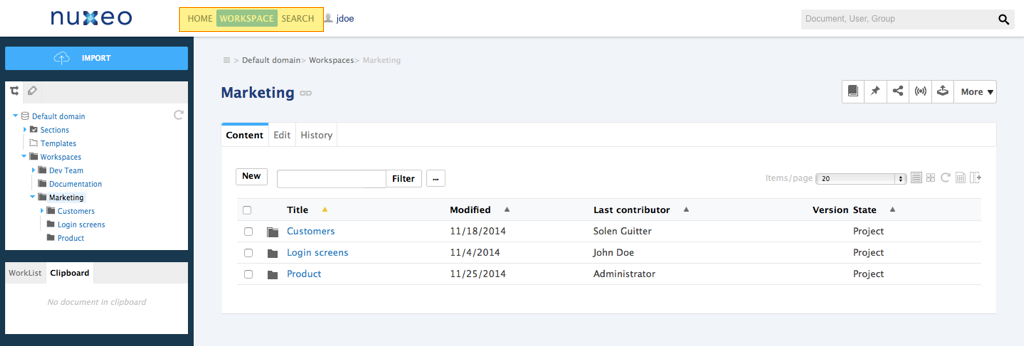 nuxeo
HOME WORKSPACE SEARCH jdoe
Document, User, Group
IMPORT
Default domain
Sections
Templates
Workspaces
Dev Team
Documentation
Marketing
Customers
Login screens
Product
WorkList Clipboard
No document in clipboard
> Default domain> Workspaces> Marketing
Marketing
More
Content Edit History
New Filter ...
Items/page 20
Title Modified Last contributor Version State
Customers 11/18/2014 Solen Guitter Project
Login screens 11/4/2014 John Doe Project
Product 11/25/2014 Administrator Project